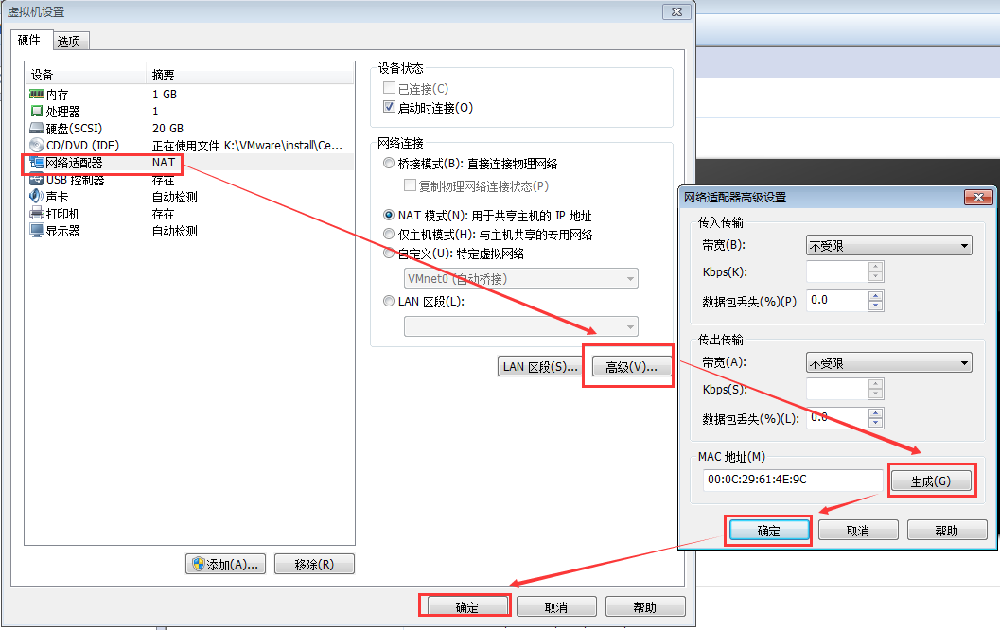 虚拟机设置
硬件 选项
设备 摘要
内存 1 GB
处理器 1
硬盘(SCSI) 20 GB
CD/DVD (IDE) 正在使用文件 K:\VMware\install\Ce...
网络适配器 NAT
USB 控制器 存在
声卡 自动检测
打印机 存在
显示器 自动检测
添加(A)... 移除(R)
设备状态
已连接(C)
启动时连接(O)
网络连接
桥接模式(B): 直接连接物理网络
复制物理网络连接状态(P)
NAT 模式(N): 用于共享主机的 IP 地址
仅主机模式(H): 与主机共享的专用网络
自定义(U): 特定虚拟网络
VMnet0 (自动桥接)
LAN 区段(L):
LAN 区段(S)... 高级(V)...
确定 取消 帮助
网络适配器高级设置
传入传输
带宽(B): 不受限
Kbps(K):
数据包丢失(%)(P) 0.0
传出传输
带宽(A): 不受限
Kbps(S):
数据包丢失(%)(L): 0.0
MAC 地址(M)
00:0C:29:61:4E:9C 生成(G)
确定 取消 帮助